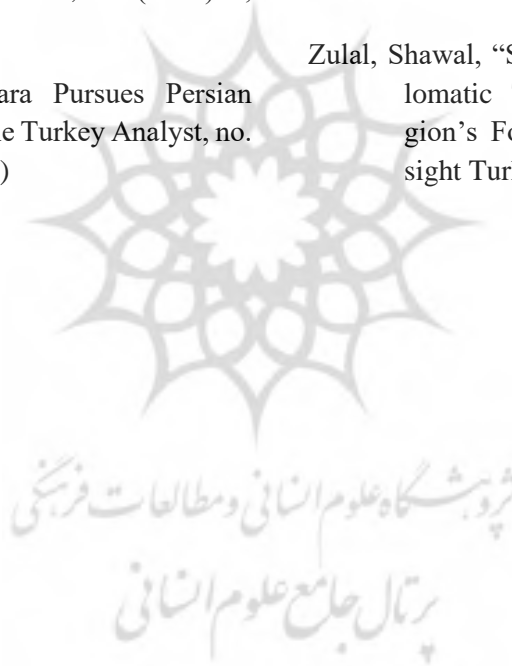 ara Pursues Persian
e Turkey Analyst, no.
)
Zulal, Shawal, “S
lomatic
gion’s Fo
sight Turk
پژوهشگاه علوم انسانی و مطالعات فرهنگی
پرتال جامع علوم انسانی